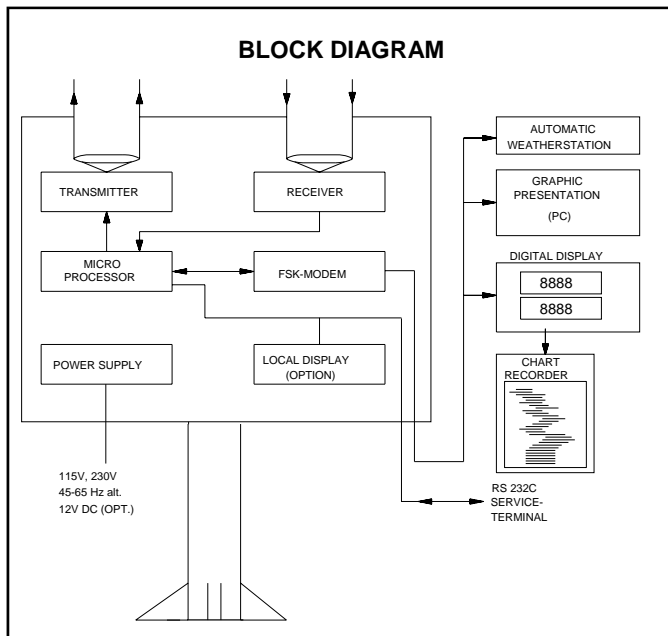 BLOCK DIAGRAM
TRANSMITTER
RECEIVER
MICRO
PROCESSOR
FSK-MODEM
POWER SUPPLY
LOCAL DISPLAY
(OPTION)
115V, 230V
45-65 Hz alt.
12V DC (OPT.)
AUTOMATIC
WEATHERSTATION
GRAPHIC
PRESENTATION
(PC)
DIGITAL DISPLAY
8888
8888
CHART
RECORDER
RS 232C
SERVICE-
TERMINAL